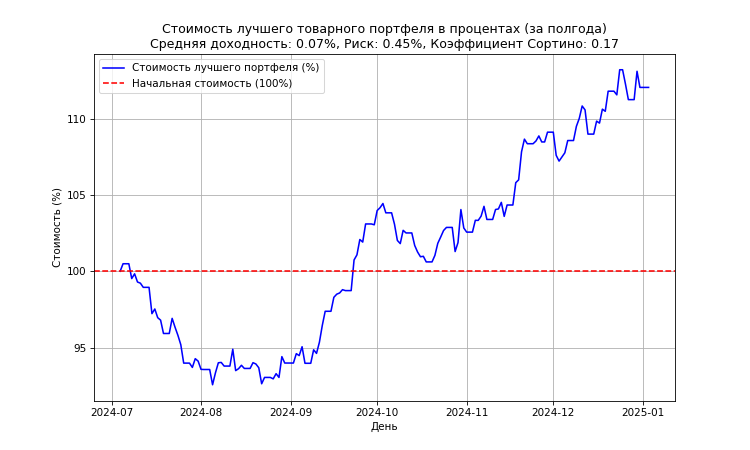 Стоимость лучшего товарного портфеля в процентах (за полгода)
Средняя доходность: 0.07%, Риск: 0.45%, Коэффициент Сортино: 0.17
Стоимость лучшего портфеля (%)
Начальная стоимость (100%)
Стоимость (%)
110
105
100
95
2024-07 2024-08 2024-09 2024-10 2024-11 2024-12 2025-01
День